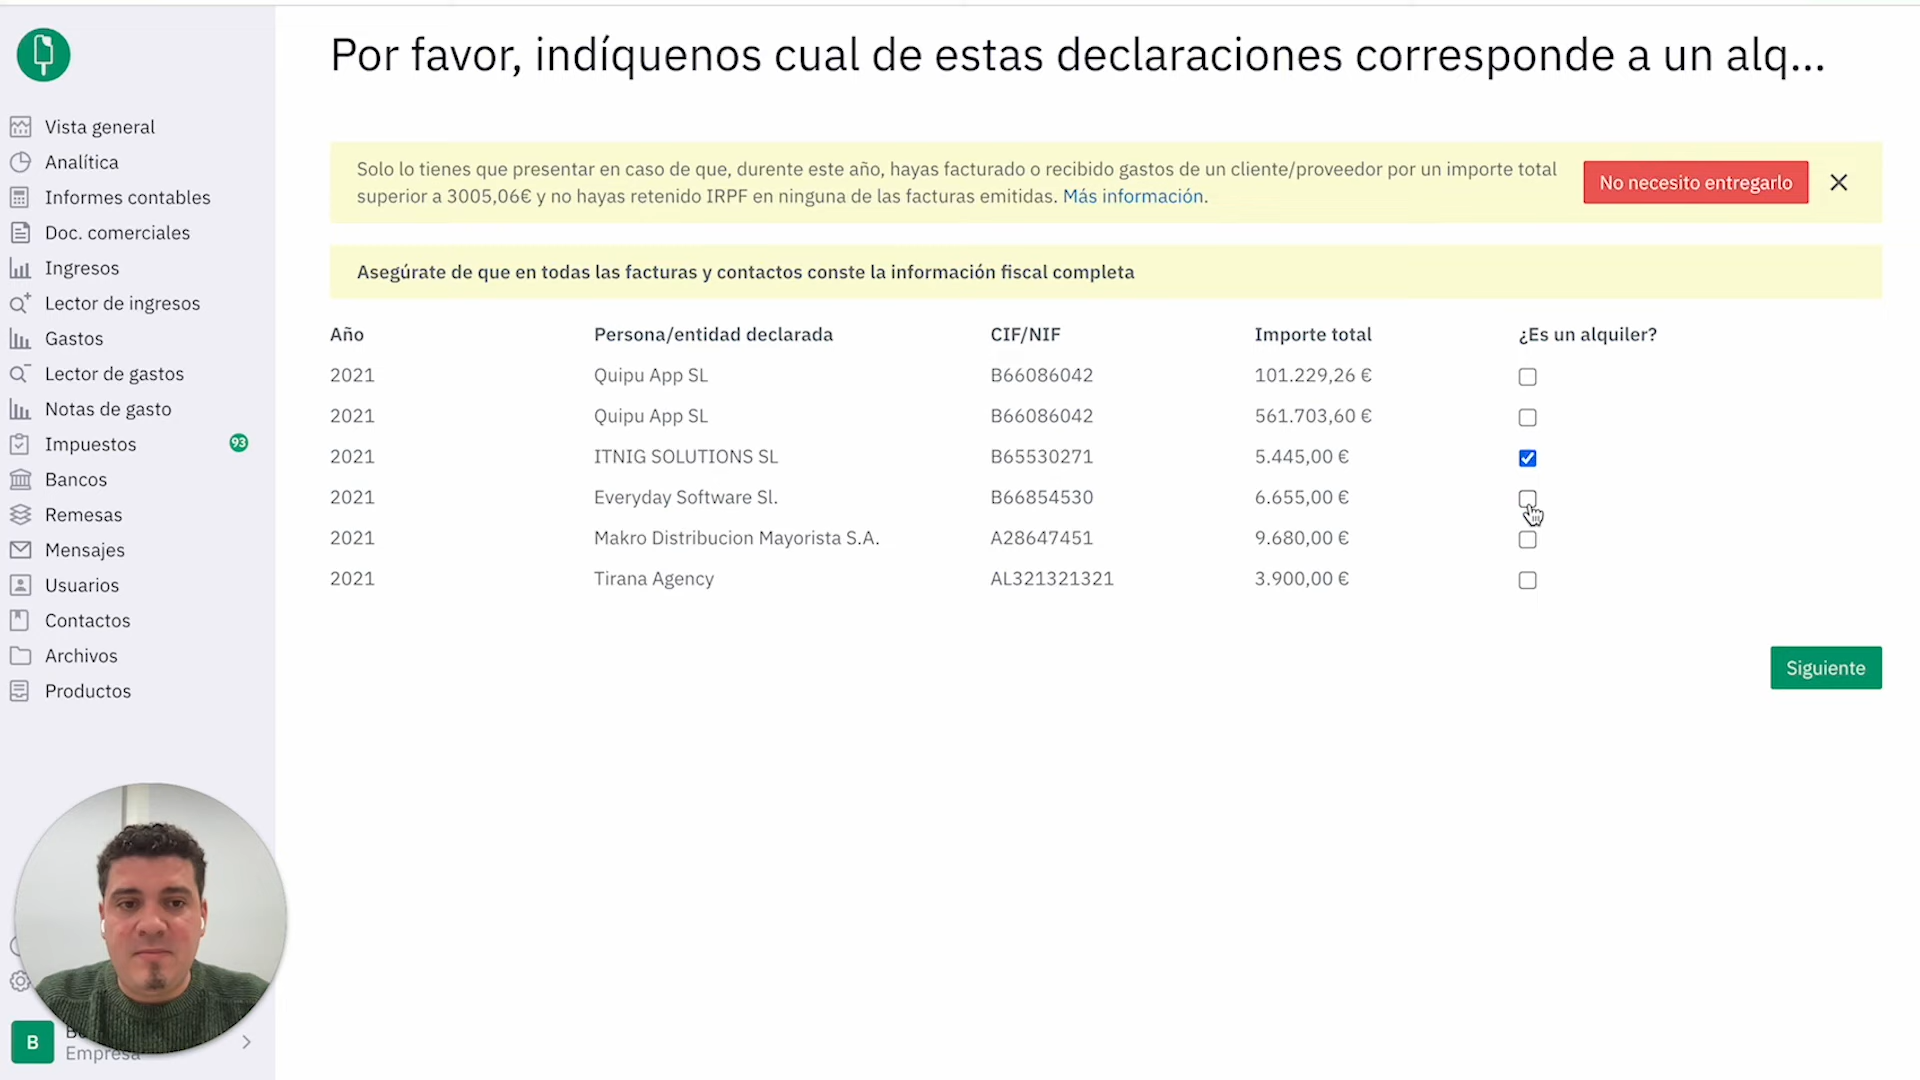 Por favor, indíquenos cual de estas declaraciones corresponde a un alq...
Vista general
Analítica
Informes contables
Doc. comerciales
Ingresos
Lector de ingresos
Gastos
Lector de gastos
Notas de gasto
Impuestos 93
Bancos
Remesas
Mensajes
Usuarios
Contactos
Archivos
Productos
B
Empresa
Solo lo tienes que presentar en caso de que, durente este año, hayas facturado o recibido gastos de un cliente/proveedor por un importe total
superior a 3005,06€ y no hayas retenido IRPF en ninguna de las facturas emitidas. Más información.
No necesito entregarlo
Asegúrate de que en todas las facturas y contactos conste la información fiscal completa
Año Persona/entidad declarada CIF/NIF Importe total ¿Es un alquiler?
2021 Quipu App SL B66086042 101.229,26 €
2021 Quipu App SL B66086042 561.703,60 €
2021 ITNIG SOLUTIONS SL B65530271 5.445,00 €
2021 Everyday Software Sl. B66854530 6.655,00 €
2021 Makro Distribucion Mayorista S.A. A28647451 9.680,00 €
2021 Tirana Agency AL321321321 3.900,00 €
Siguiente